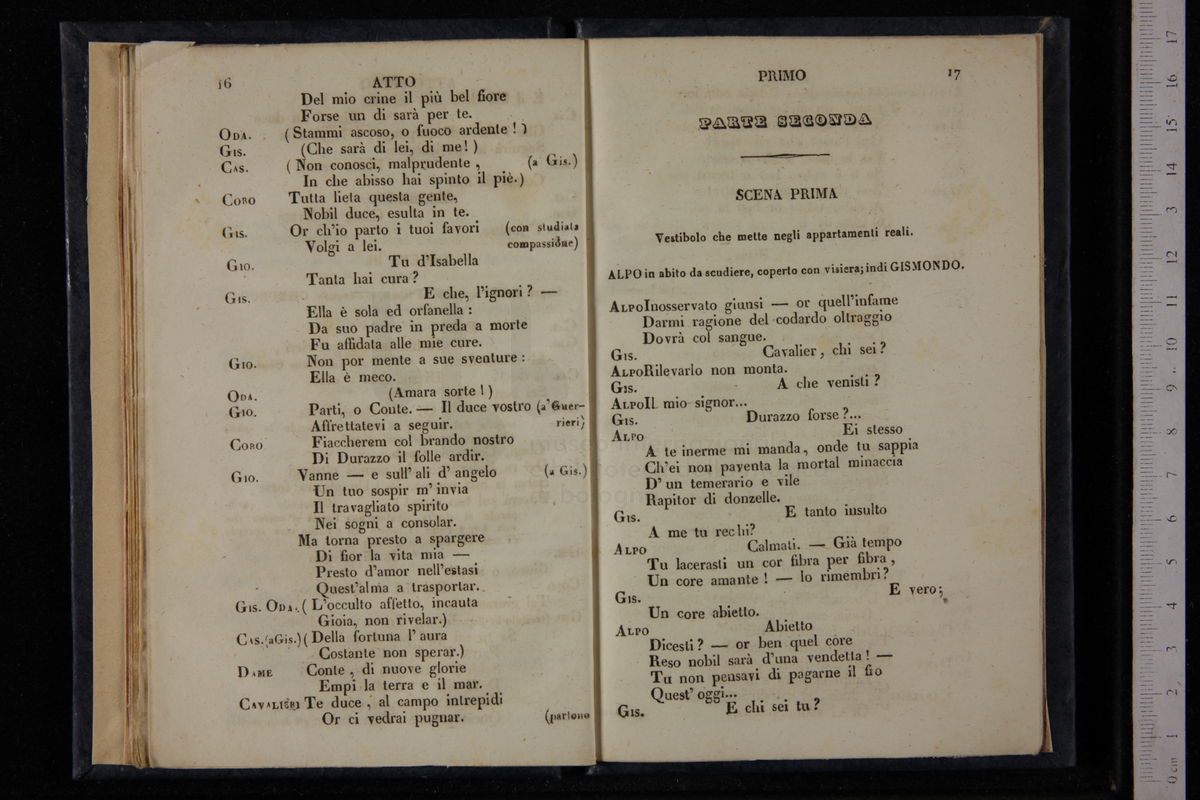 16 ATTO
Del mio crine il più bel fiore
Forse un di sarà per te.
ODA. (Stammi ascoso, o fuoco ardente!)
GIS. (Che sarà di lei, di me!)
CAS. (Non conosci, malprudente, (a Gis.)
In che abisso hai spinto il piè.)
CORO Tutta lieta questa gente,
Nobil duce, esulta in te.
GIS. Or ch'io parto i tuoi favori (con studiata
Volgi a lei. compassione)
GIO. Tu d'Isabella
Tanta hai cura?
GIS. E che, l'ignori? —
Ella è sola ed orfanella:
Da suo padre in preda a morte
Fu affidata alle mie cure.
GIO. Non por mente a sue sventure:
Ella è meco.
ODA. (Amara sorte!)
GIO. Parti, o Conte. — Il duce vostro (a' Guer-
Affrettatevi a seguir. rieri)
CORO Fiaccherem col brando nostro
Di Durazzo il folle ardir.
GIO. Vanne — e sull' ali d' angelo (a Gis.)
Un tuo sospir m' invia
Il travagliato spirito
Nei sogni a consolar.
Ma torna presto a spargere
Di fior la vita mia —
Presto d'amor nell'estasi
Quest'alma a trasportar.
GIS. ODA. (L'occulto affetto, incauta
Gioia, non rivelar.)
CAS. (a Gis.) (Della fortuna l' aura
Costante non sperar.)
DAME Conte, di nuove glorie
Empi la terra e il mar.
CAVALIERI Te duce, al campo intrepidi
Or ci vedrai pugnar. (partono
PRIMO 17
PARTE SECONDA
SCENA PRIMA
Vestibolo che mette negli appartamenti reali.
ALPO in abito da scudiere, coperto con visiera; indi GISMONDO.
ALPO Inosservato giunsi — or quell'infame
Darmi ragione del codardo oltraggio
Dovrà col sangue.
GIS. Cavalier, chi sei?
ALPO Rilevarlo non monta.
GIS. A che venisti?
ALPO Il mio signor...
GIS. Durazzo forse?...
ALPO Ei stesso
A te inerme mi manda, onde tu sappia
Ch'ei non paventa la mortal minaccia
D' un temerario e vile
Rapitor di donzelle.
GIS. E tanto insulto
A me tu rechi?
ALPO Calmati. — Già tempo
Tu lacerasti un cor fibra per fibra,
Un core amante! — lo rimembri?
GIS. E vero;
Un core abietto.
ALPO Abietto
Dicesti? — or ben quel core
Reso nobil sarà d'una vendetta! —
Tu non pensavi di pagarne il fio
Quest' oggi...
GIS. E chi sei tu?